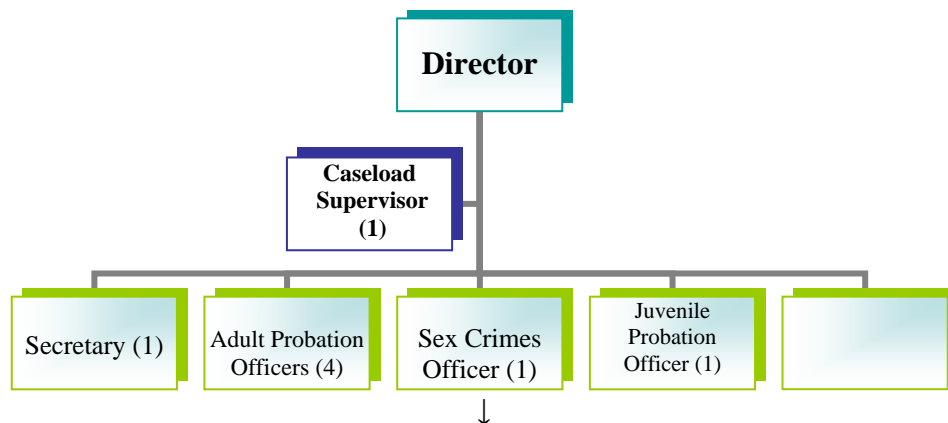 Director
Caseload
Supervisor
(1)
Secretary (1)
Adult Probation
Officers (4)
Sex Crimes
Officer (1)
Juvenile
Probation
Officer (1)
↓